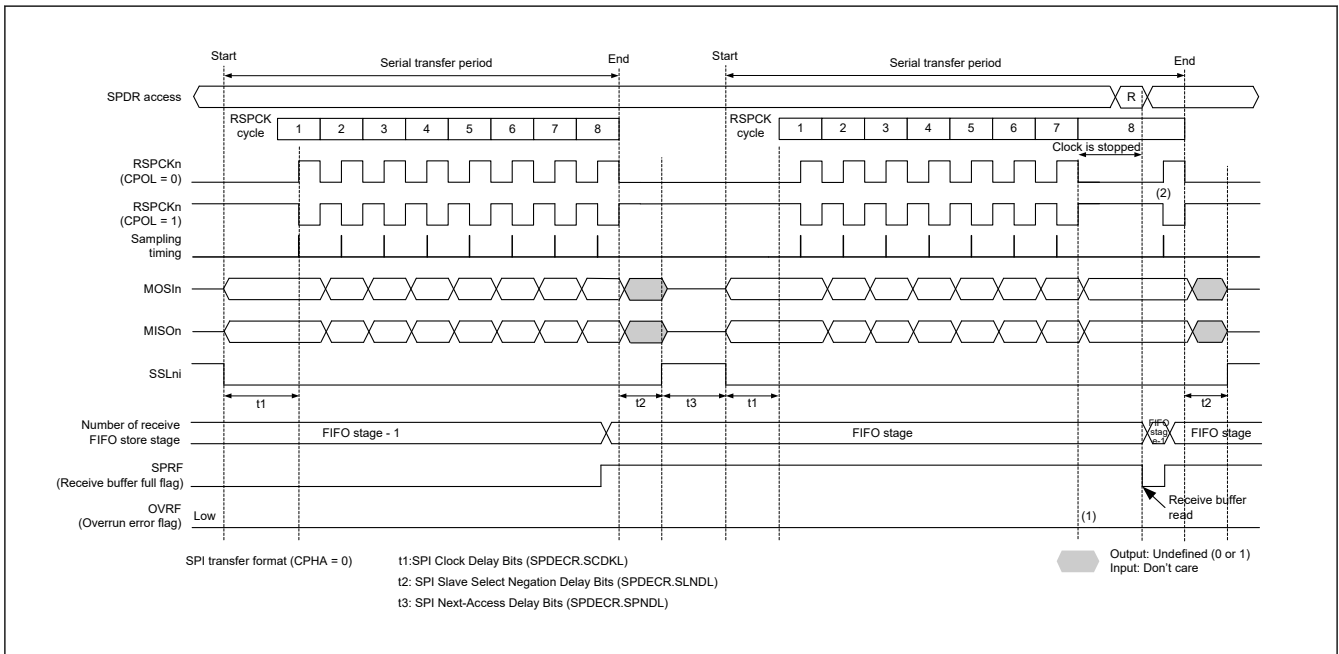 Start
Serial transfer period
End
Start
Serial transfer period
End
SPDR access
R
RSPCK
cycle
1 2 3 4 5 6 7 8
RSPCK
cycle
1 2 3 4 5 6 7 8
Clock is stopped
RSPCKn
(CPOL = 0)
(2)
RSPCKn
(CPOL = 1)
Sampling
timing
MOSIn
MISOn
SSLni
t1
t2
t3
t1
t2
Number of receive
FIFO store stage
FIFO stage - 1
FIFO stage
FIFO
stag
e-1
FIFO stage
SPRF
(Receive buffer full flag)
Receive buffer
read
OVRF
(Overrun error flag)
Low
(1)
SPI transfer format (CPHA = 0)
t1:SPI Clock Delay Bits (SPDECR.SCDKL)
t2: SPI Slave Select Negation Delay Bits (SPDECR.SLNDL)
t3: SPI Next-Access Delay Bits (SPDECR.SPNDL)
Output: Undefined (0 or 1)
Input: Don't care